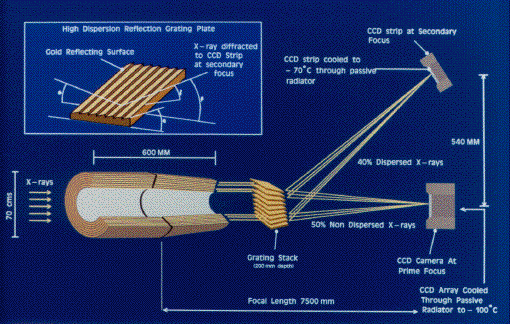 High Dispersion Reflection Grating Plate
Gold Reflecting Surface
X-ray diffracted
to CCD Strip
at secondary
focus
CCD strip at Secondary
Focus
CCD strip cooled to
- 70°C through passive
radiator
600 MM
540 MM
40% Dispersed X-rays
X-rays
70 cms
50% Non Dispersed X-rays
Grating Stack
(200 mm depth)
CCD Camera At
Prime Focus
Focal Length 7500 mm
CCD Array Cooled
Through Passive
Radiator to - 100°C